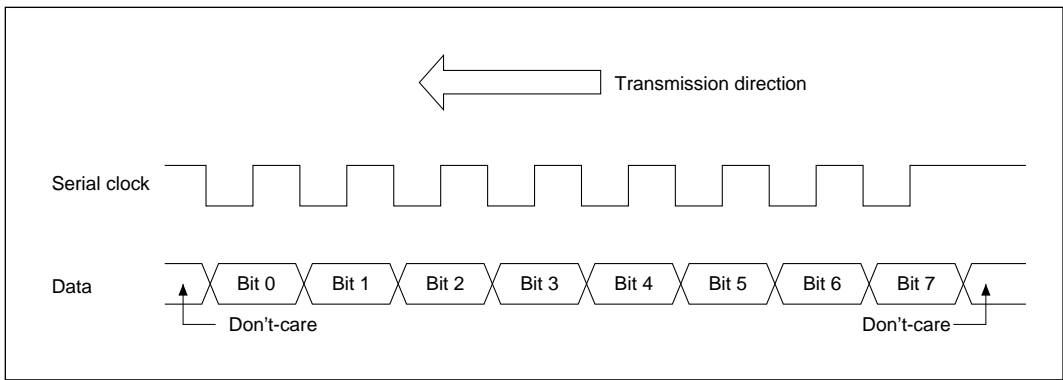 Transmission direction
Serial clock
Data
Bit 0 Bit 1 Bit 2 Bit 3 Bit 4 Bit 5 Bit 6 Bit 7
Don't-care Don't-care